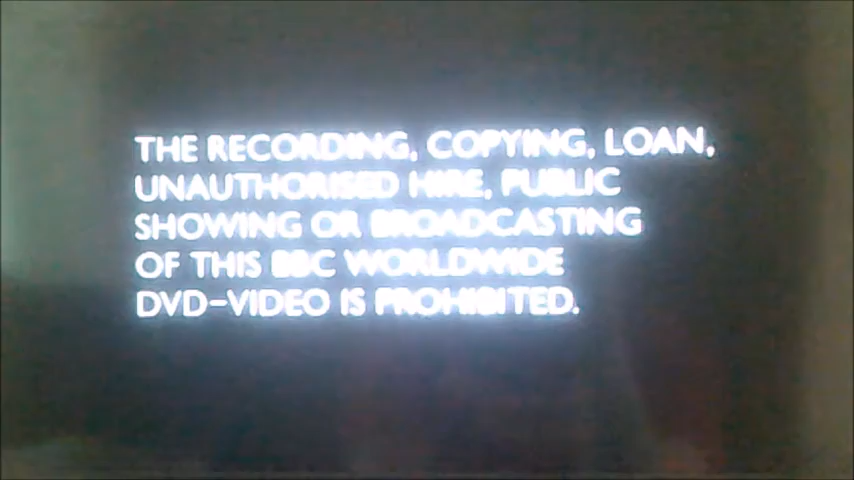 THE RECORDING, COPYING, LOAN,
UNAUTHORISED HIRE, PUBLIC
SHOWING OR BROADCASTING
OF THIS BBC WORLDWIDE
DVD-VIDEO IS PROHIBITED.